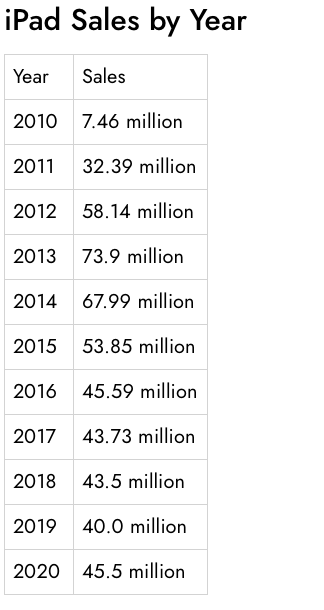 iPad Sales by Year
Year Sales
2010 7.46 million
2011 32.39 million
2012 58.14 million
2013 73.9 million
2014 67.99 million
2015 53.85 million
2016 45.59 million
2017 43.73 million
2018 43.5 million
2019 40.0 million
2020 45.5 million